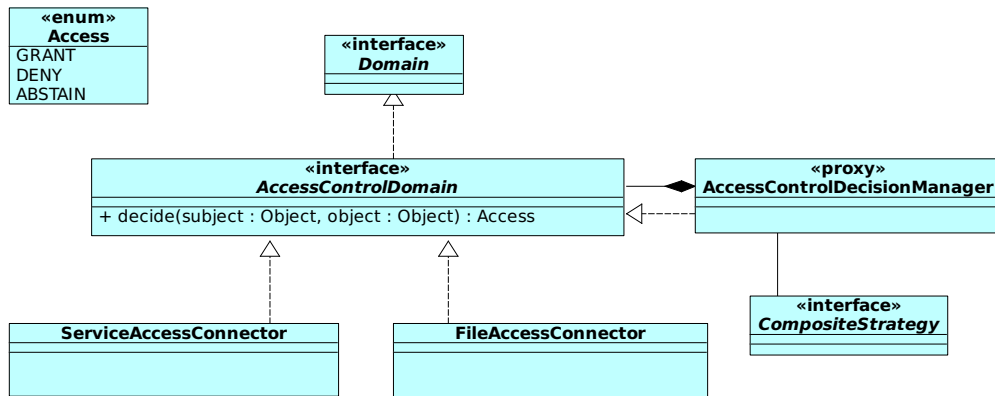 «enum»
Access
GRANT
DENY
ABSTAIN
«interface»
Domain
«interface»
AccessControlDomain
+ decide(subject : Object, object : Object) : Access
«proxy»
AccessControlDecisionManager
ServiceAccessConnector
FileAccessConnector
«interface»
CompositeStrategy